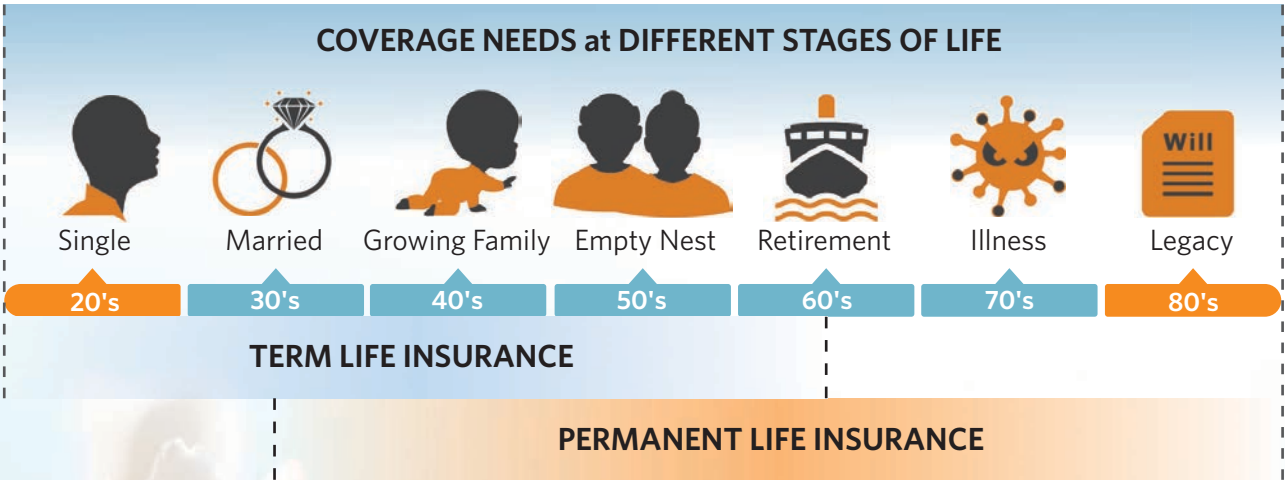 COVERAGE NEEDS at DIFFERENT STAGES OF LIFE
Will
Single Married Growing Family Empty Nest Retirement Illness Legacy
20's 30's 40's 50's 60's 70's 80's
TERM LIFE INSURANCE
PERMANENT LIFE INSURANCE